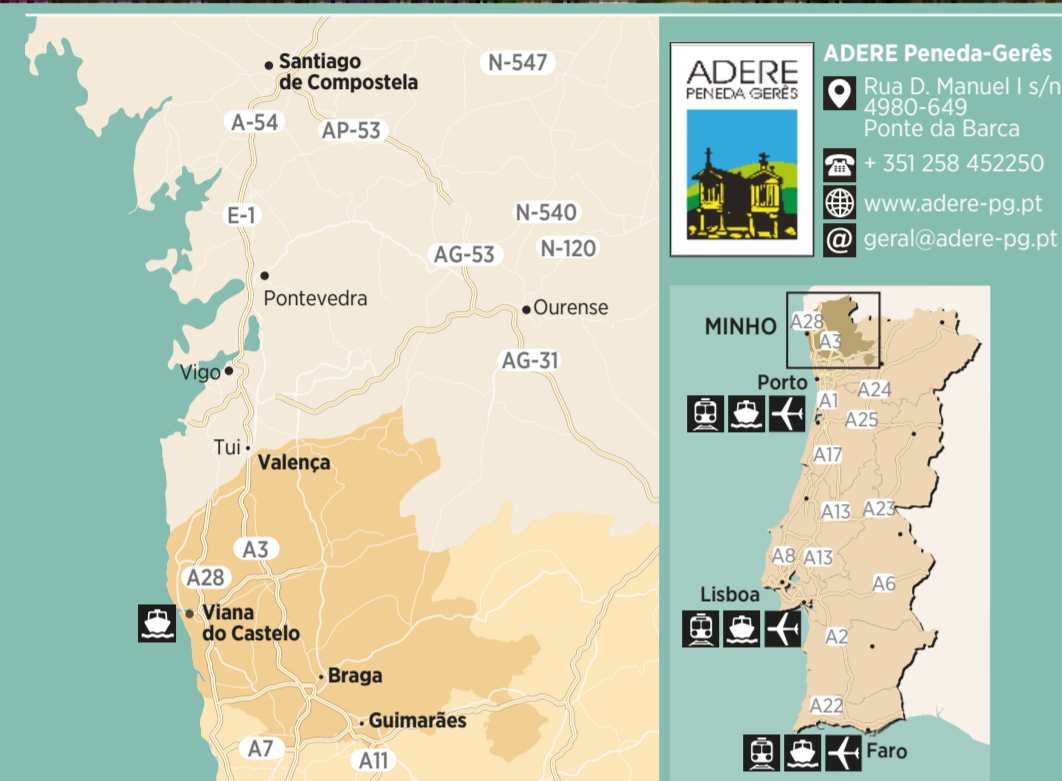 Santiago
de Compostela
N-547
A-54
AP-53
E-1
N-540
N-120
AG-53
Pontevedra
Ourense
AG-31
Vigo
Tui
Valença
A3
A28
Viana
do Castelo
Braga
Guimarães
A7
A11
ADERE
PENEDA GERÊS
ADERE Peneda-Gerês
Rua D. Manuel I s/n
4980-649
Ponte da Barca
+ 351 258 452250
www.adere-pg.pt
@ geral@adere-pg.pt
MINHO
A28
A3
Porto
A1
A24
A25
A17
A13
A23
A8
A13
A6
Lisboa
A2
A22
Faro